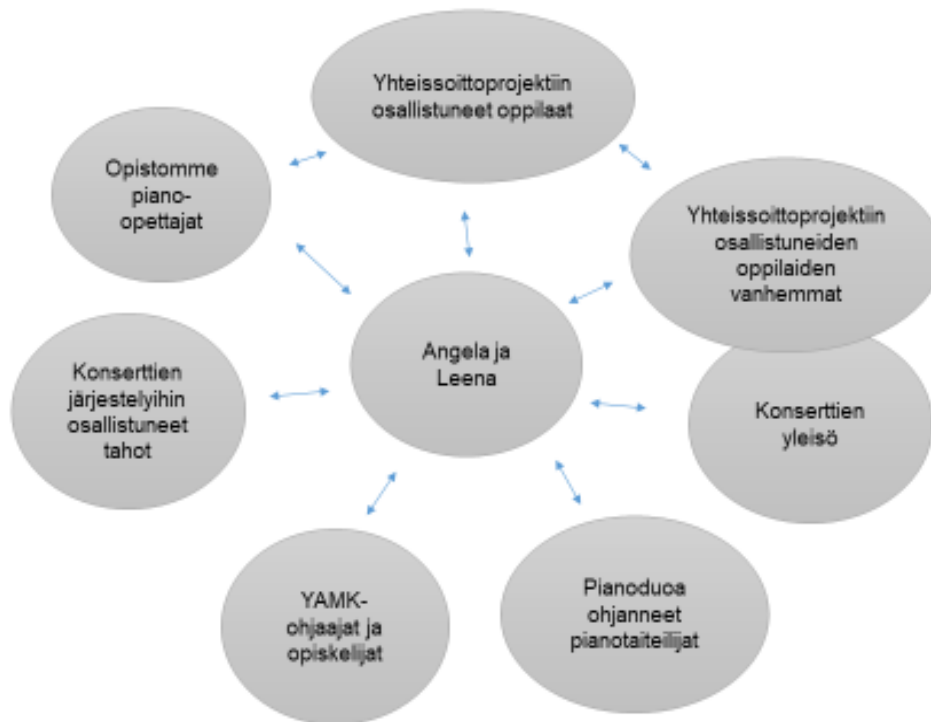 Yhteissoittoprojektiin
osallistuneet oppilaat
Opistomme
piano-
opettajat
Yhteissoittoprojektiin
osallistuneiden
oppilaiden
vanhemmat
Angela ja
Leena
Konserttien
järjestelyihin
osallistuneet
tahot
Konserttien
yleisö
YAMK-
ohjaajat ja
opiskelijat
Pianoduoa
ohjanneet
pianotaiteilijat